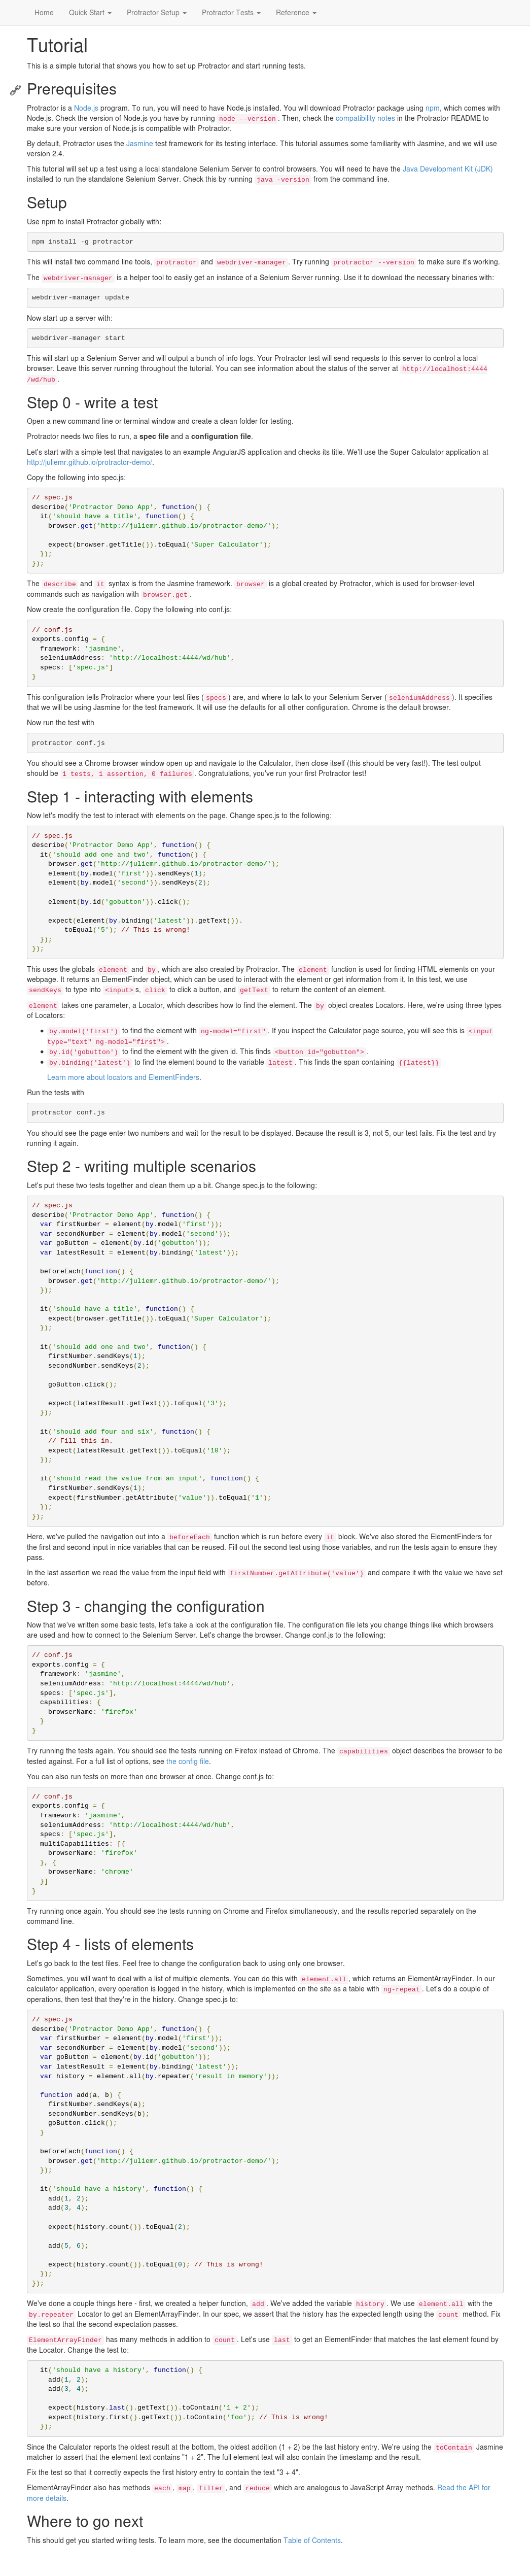 Home Quick Start Protractor Setup Protractor Tests Reference
Tutorial
This is a simple tutorial that shows you how to set up Protractor and start running tests.
Prerequisites
Protractor is a Node.js program. To run, you will need to have Node.js installed. You will download Protractor package using npm, which comes with
Node.js. Check the version of Node.js you have by running node --version. Then, check the compatibility notes in the Protractor README to
make sure your version of Node.js is compatible with Protractor.
By default, Protractor uses the Jasmine test framework for its testing interface. This tutorial assumes some familiarity with Jasmine, and we will use
version 2.4.
This tutorial will set up a test using a local standalone Selenium Server to control browsers. You will need to have the Java Development Kit (JDK)
installed to run the standalone Selenium Server. Check this by running java -version from the command line.
Setup
Use npm to install Protractor globally with:
npm install -g protractor
This will install two command line tools, protractor and webdriver-manager. Try running protractor --version to make sure it's working.
The webdriver-manager is a helper tool to easily get an instance of a Selenium Server running. Use it to download the necessary binaries with:
webdriver-manager update
Now start up a server with:
webdriver-manager start
This will start up a Selenium Server and will output a bunch of info logs. Your Protractor test will send requests to this server to control a local
browser. Leave this server running throughout the tutorial. You can see information about the status of the server at http://localhost:4444
/wd/hub.
Step 0 - write a test
Open a new command line or terminal window and create a clean folder for testing.
Protractor needs two files to run, a spec file and a configuration file.
Let's start with a simple test that navigates to an example AngularJS application and checks its title. We'll use the Super Calculator application at
http://juliemr.github.io/protractor-demo/.
Copy the following into spec.js:
// spec.js
describe('Protractor Demo App', function() {
it('should have a title', function() {
browser.get('http://juliemr.github.io/protractor-demo/');
expect(browser.getTitle()).toEqual('Super Calculator');
});
});
The describe and it syntax is from the Jasmine framework. browser is a global created by Protractor, which is used for browser-level
commands such as navigation with browser.get.
Now create the configuration file. Copy the following into conf.js:
// conf.js
exports.config = {
framework: 'jasmine',
seleniumAddress: 'http://localhost:4444/wd/hub',
specs: ['spec.js']
}
This configuration tells Protractor where your test files (specs) are, and where to talk to your Selenium Server (seleniumAddress). It specifies
that we will be using Jasmine for the test framework. It will use the defaults for all other configuration. Chrome is the default browser.
Now run the test with
protractor conf.js
You should see a Chrome browser window open up and navigate to the Calculator, then close itself (this should be very fast!). The test output
should be 1 tests, 1 assertion, 0 failures. Congratulations, you've run your first Protractor test!
Step 1 - interacting with elements
Now let's modify the test to interact with elements on the page. Change spec.js to the following:
// spec.js
describe('Protractor Demo App', function() {
it('should add one and two', function() {
browser.get('http://juliemr.github.io/protractor-demo/');
element(by.model('first')).sendKeys(1);
element(by.model('second')).sendKeys(2);
element(by.id('gobutton')).click();
expect(element(by.binding('latest')).getText()).
toEqual('5'); // This is wrong!
});
});
This uses the globals element and by, which are also created by Protractor. The element function is used for finding HTML elements on your
webpage. It returns an ElementFinder object, which can be used to interact with the element or get information from it. In this test, we use
sendKeys to type into <input>s, click to click a button, and getText to return the content of an element.
element takes one parameter, a Locator, which describes how to find the element. The by object creates Locators. Here, we're using three types
of Locators:
• by.model('first') to find the element with ng-model="first". If you inspect the Calculator page source, you will see this is <input
type="text" ng-model="first">.
• by.id('gobutton') to find the element with the given id. This finds <button id="gobutton">.
• by.binding('latest') to find the element bound to the variable latest. This finds the span containing {{latest}}
Learn more about locators and ElementFinders.
Run the tests with
protractor conf.js
You should see the page enter two numbers and wait for the result to be displayed. Because the result is 3, not 5, our test fails. Fix the test and try
running it again.
Step 2 - writing multiple scenarios
Let's put these two tests together and clean them up a bit. Change spec.js to the following:
// spec.js
describe('Protractor Demo App', function() {
var firstNumber = element(by.model('first'));
var secondNumber = element(by.model('second'));
var goButton = element(by.id('gobutton'));
var latestResult = element(by.binding('latest'));
beforeEach(function() {
browser.get('http://juliemr.github.io/protractor-demo/');
});
it('should have a title', function() {
expect(browser.getTitle()).toEqual('Super Calculator');
});
it('should add one and two', function() {
firstNumber.sendKeys(1);
secondNumber.sendKeys(2);
goButton.click();
expect(latestResult.getText()).toEqual('3');
});
it('should add four and six', function() {
// Fill this in.
expect(latestResult.getText()).toEqual('10');
});
it('should read the value from an input', function() {
firstNumber.sendKeys(1);
expect(firstNumber.getAttribute('value')).toEqual('1');
});
});
Here, we've pulled the navigation out into a beforeEach function which is run before every it block. We've also stored the ElementFinders for
the first and second input in nice variables that can be reused. Fill out the second test using those variables, and run the tests again to ensure they
pass.
In the last assertion we read the value from the input field with firstNumber.getAttribute('value') and compare it with the value we have set
before.
Step 3 - changing the configuration
Now that we've written some basic tests, let's take a look at the configuration file. The configuration file lets you change things like which browsers
are used and how to connect to the Selenium Server. Let's change the browser. Change conf.js to the following:
// conf.js
exports.config = {
framework: 'jasmine',
seleniumAddress: 'http://localhost:4444/wd/hub',
specs: ['spec.js'],
capabilities: {
browserName: 'firefox'
}
}
Try running the tests again. You should see the tests running on Firefox instead of Chrome. The capabilities object describes the browser to be
tested against. For a full list of options, see the config file.
You can also run tests on more than one browser at once. Change conf.js to:
// conf.js
exports.config = {
framework: 'jasmine',
seleniumAddress: 'http://localhost:4444/wd/hub',
specs: ['spec.js'],
multiCapabilities: [{
browserName: 'firefox'
}, {
browserName: 'chrome'
}]
}
Try running once again. You should see the tests running on Chrome and Firefox simultaneously, and the results reported separately on the
command line.
Step 4 - lists of elements
Let's go back to the test files. Feel free to change the configuration back to using only one browser.
Sometimes, you will want to deal with a list of multiple elements. You can do this with element.all, which returns an ElementArrayFinder. In our
calculator application, every operation is logged in the history, which is implemented on the site as a table with ng-repeat. Let's do a couple of
operations, then test that they're in the history. Change spec.js to:
// spec.js
describe('Protractor Demo App', function() {
var firstNumber = element(by.model('first'));
var secondNumber = element(by.model('second'));
var goButton = element(by.id('gobutton'));
var latestResult = element(by.binding('latest'));
var history = element.all(by.repeater('result in memory'));
function add(a, b) {
firstNumber.sendKeys(a);
secondNumber.sendKeys(b);
goButton.click();
}
beforeEach(function() {
browser.get('http://juliemr.github.io/protractor-demo/');
});
it('should have a history', function() {
add(1, 2);
add(3, 4);
expect(history.count()).toEqual(2);
add(5, 6);
expect(history.count()).toEqual(0); // This is wrong!
});
});
We've done a couple things here - first, we created a helper function, add. We've added the variable history. We use element.all with the
by.repeater Locator to get an ElementArrayFinder. In our spec, we assert that the history has the expected length using the count method. Fix
the test so that the second expectation passes.
ElementArrayFinder has many methods in addition to count. Let's use last to get an ElementFinder that matches the last element found by
the Locator. Change the test to:
it('should have a history', function() {
add(1, 2);
add(3, 4);
expect(history.last().getText()).toContain('1 + 2');
expect(history.first().getText()).toContain('foo'); // This is wrong!
});
Since the Calculator reports the oldest result at the bottom, the oldest addition (1 + 2) be the last history entry. We're using the toContain Jasmine
matcher to assert that the element text contains "1 + 2". The full element text will also contain the timestamp and the result.
Fix the test so that it correctly expects the first history entry to contain the text "3 + 4".
ElementArrayFinder also has methods each, map, filter, and reduce which are analogous to JavaScript Array methods. Read the API for
more details.
Where to go next
This should get you started writing tests. To learn more, see the documentation Table of Contents.